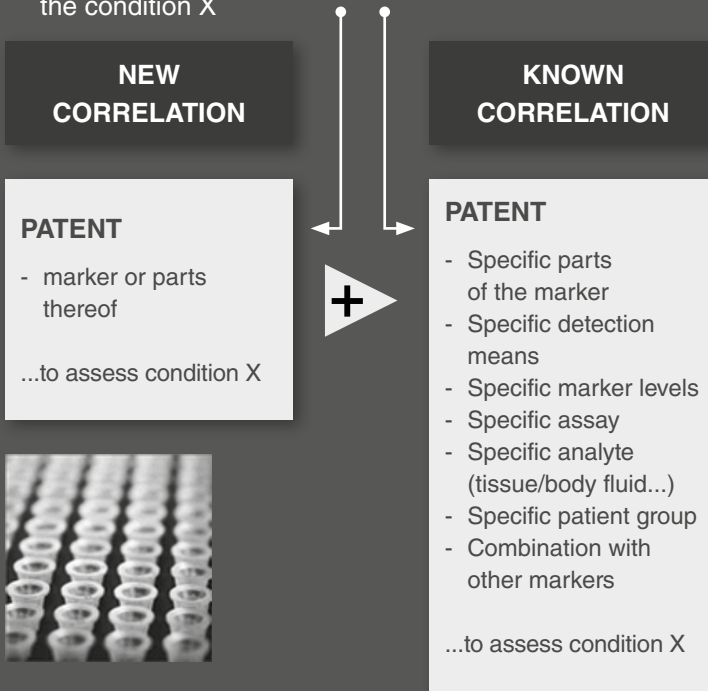 the condition X
NEW
CORRELATION
KNOWN
CORRELATION
PATENT
- marker or parts
thereof
...to assess condition X
+
PATENT
- Specific parts
of the marker
- Specific detection
means
- Specific marker levels
- Specific assay
- Specific analyte
(tissue/body fluid...)
- Specific patient group
- Combination with
other markers
...to assess condition X